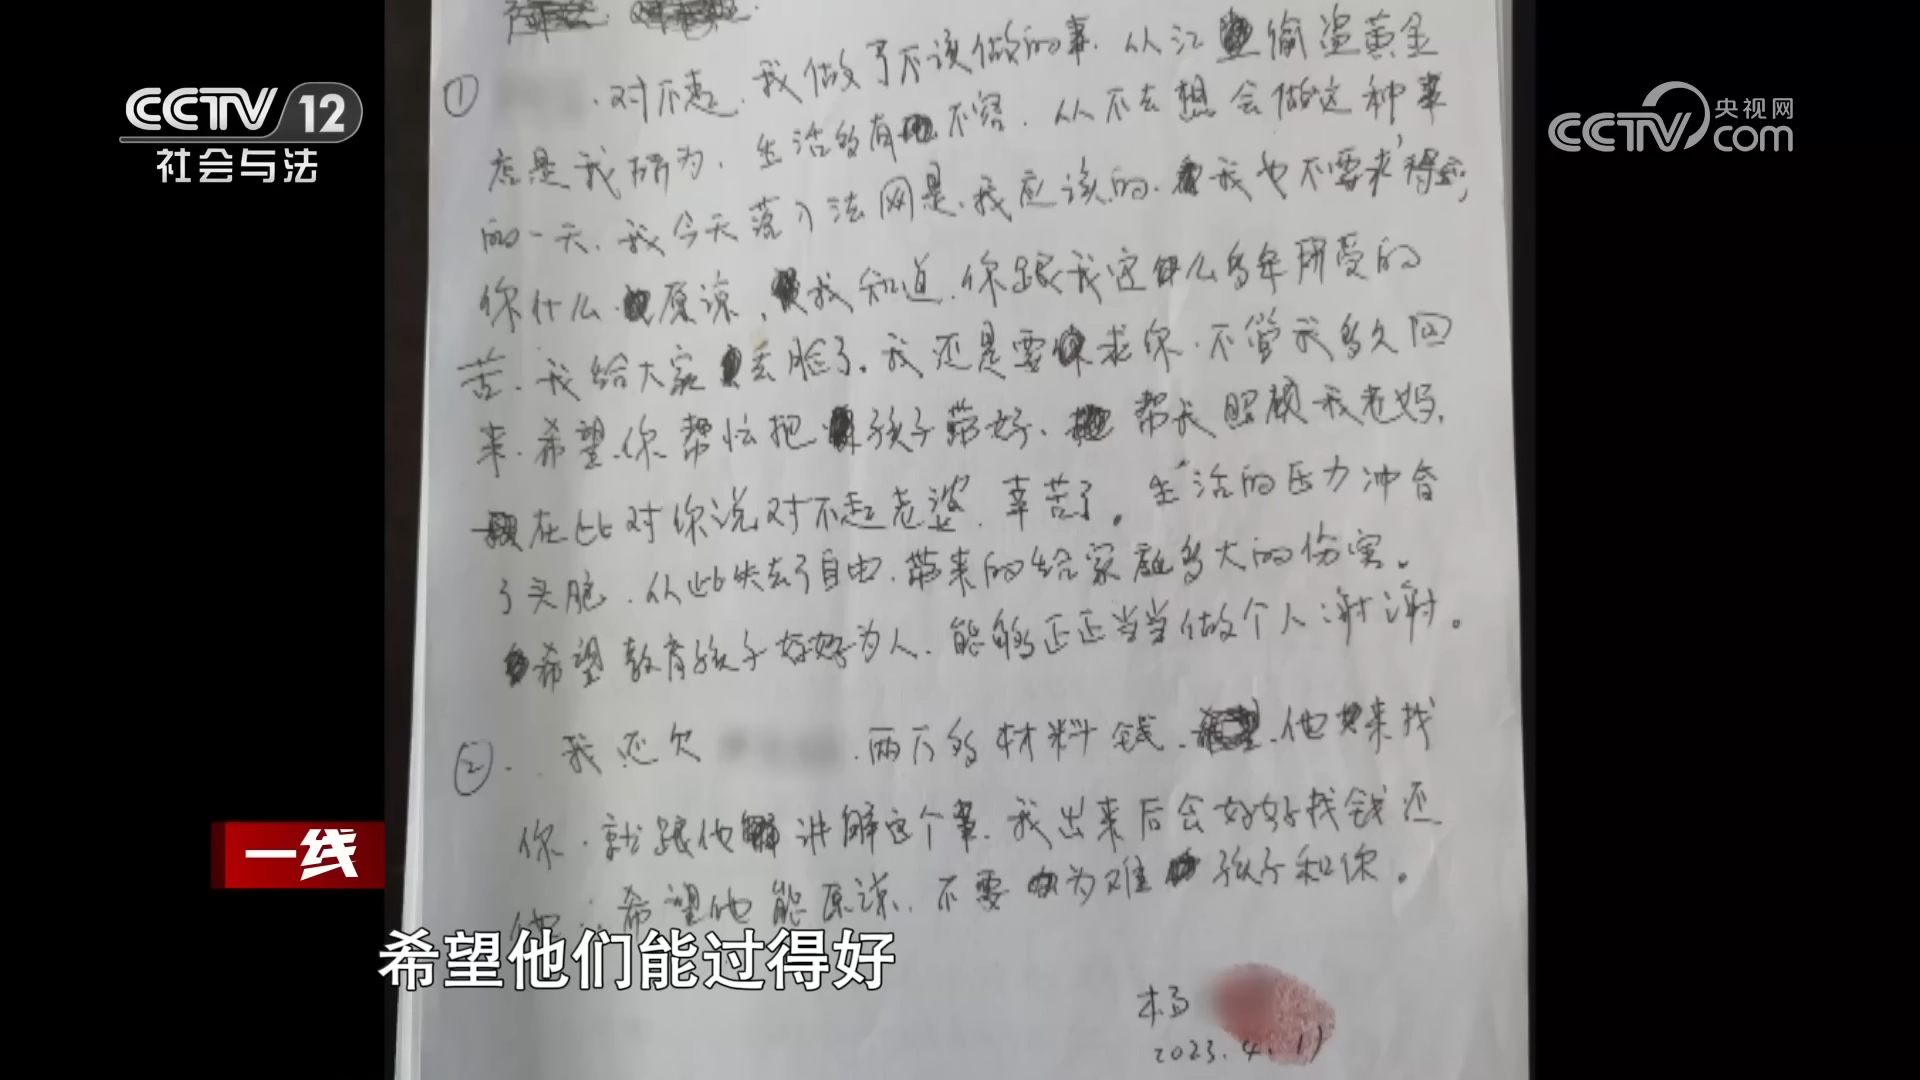 CCTV 12
社会与法
央视网
CCTV.com
① 对不起,我做了不该做的事,从江 偷盗黄金
店是我所为,生活的有 不容,从不去想会做这种事
的一天,我今天落入法网是我应该的,我也不要求得到
你什么 原谅,我知道,你跟我这么多年所受的
苦,我给大家丢脸了。我还是要求你,不管我多久回
来,希望你帮忙把孩子带好,帮我照顾我老妈,
在此对你说对不起老婆,辛苦了。生活的压力冲昏
了头脑,从此失去了自由,带来的给家 多大的伤害。
希望教育孩子好好为人,能够正正当当做个人谢谢。
②. 我还欠 两万多材料钱,他来找
你,就跟他讲解这个事,我出来后会好好找钱还
他,希望他能原谅,不要为难孩子和你。
一线
希望他们能过得好
杨
2023.4.